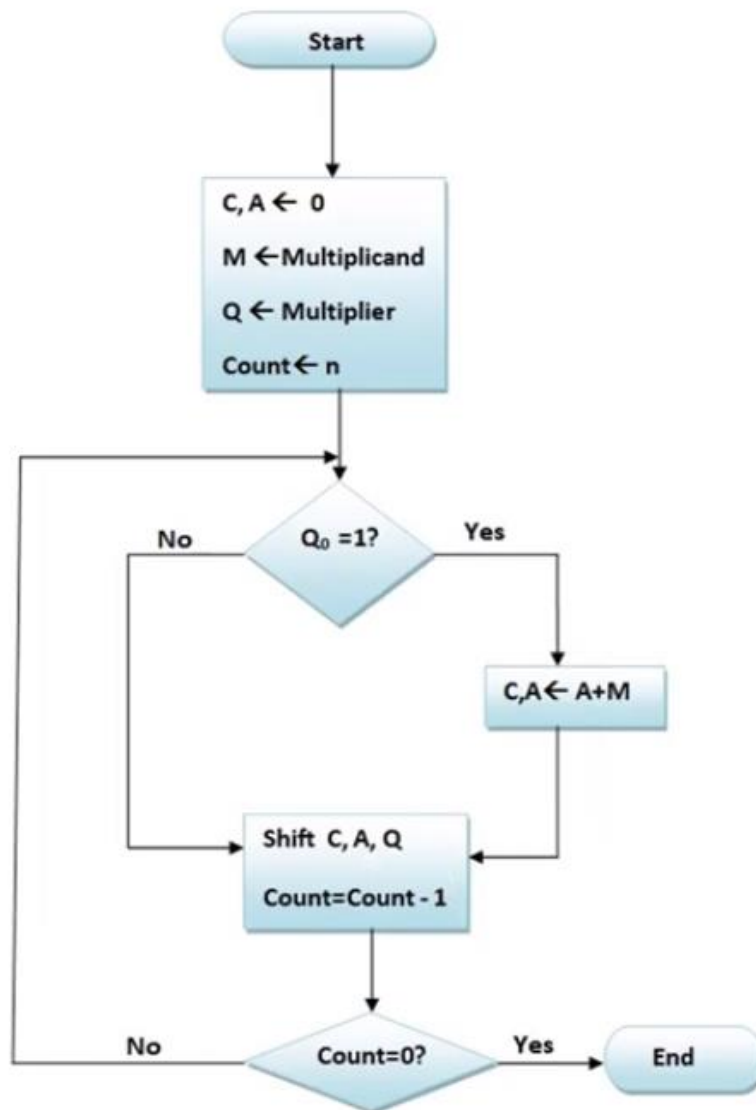 Start
C, A ← 0
M ←Multiplicand
Q ← Multiplier
Count← n
No
Q₀ =1?
Yes
C,A← A+M
Shift C, A, Q
Count=Count - 1
No
Count=0?
Yes
End